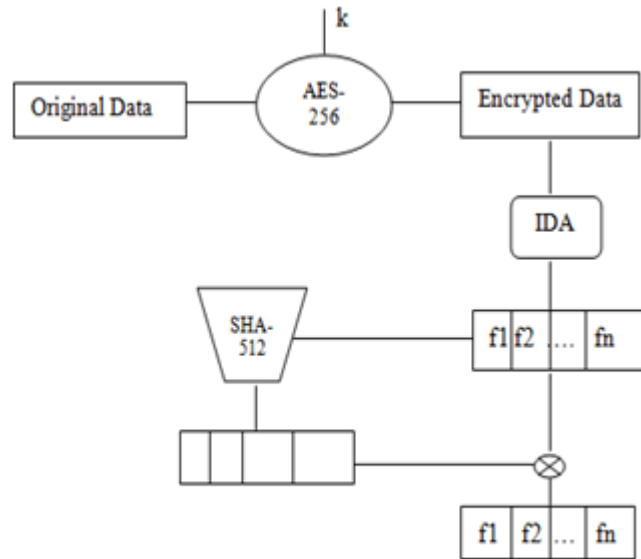 k
Original Data
AES-
256
Encrypted Data
IDA
SHA-
512
f1 f2 .... fn
f1 f2 ... fn